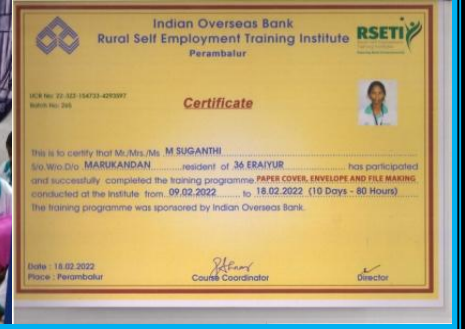 Indian Overseas Bank
Rural Self Employment Training Institute
Perambalur
RSETI
Batch No: 265
Certificate
This is to certify that Mr./Mrs./Ms M SUGANTHI
S/o.W/o.D/o MARUKANDAN resident of 36 ERAIYUR has participated
and successfully completed the training programme PAPER COVER, ENVELOPE AND FILE MAKING
conducted at the Institute from 09.02.2022 to 18.02.2022 (10 Days - 80 Hours)
The training programme was sponsored by Indian Overseas Bank.
Date : 18.02.2022
Place : Perambalur
Course Coordinator
Director